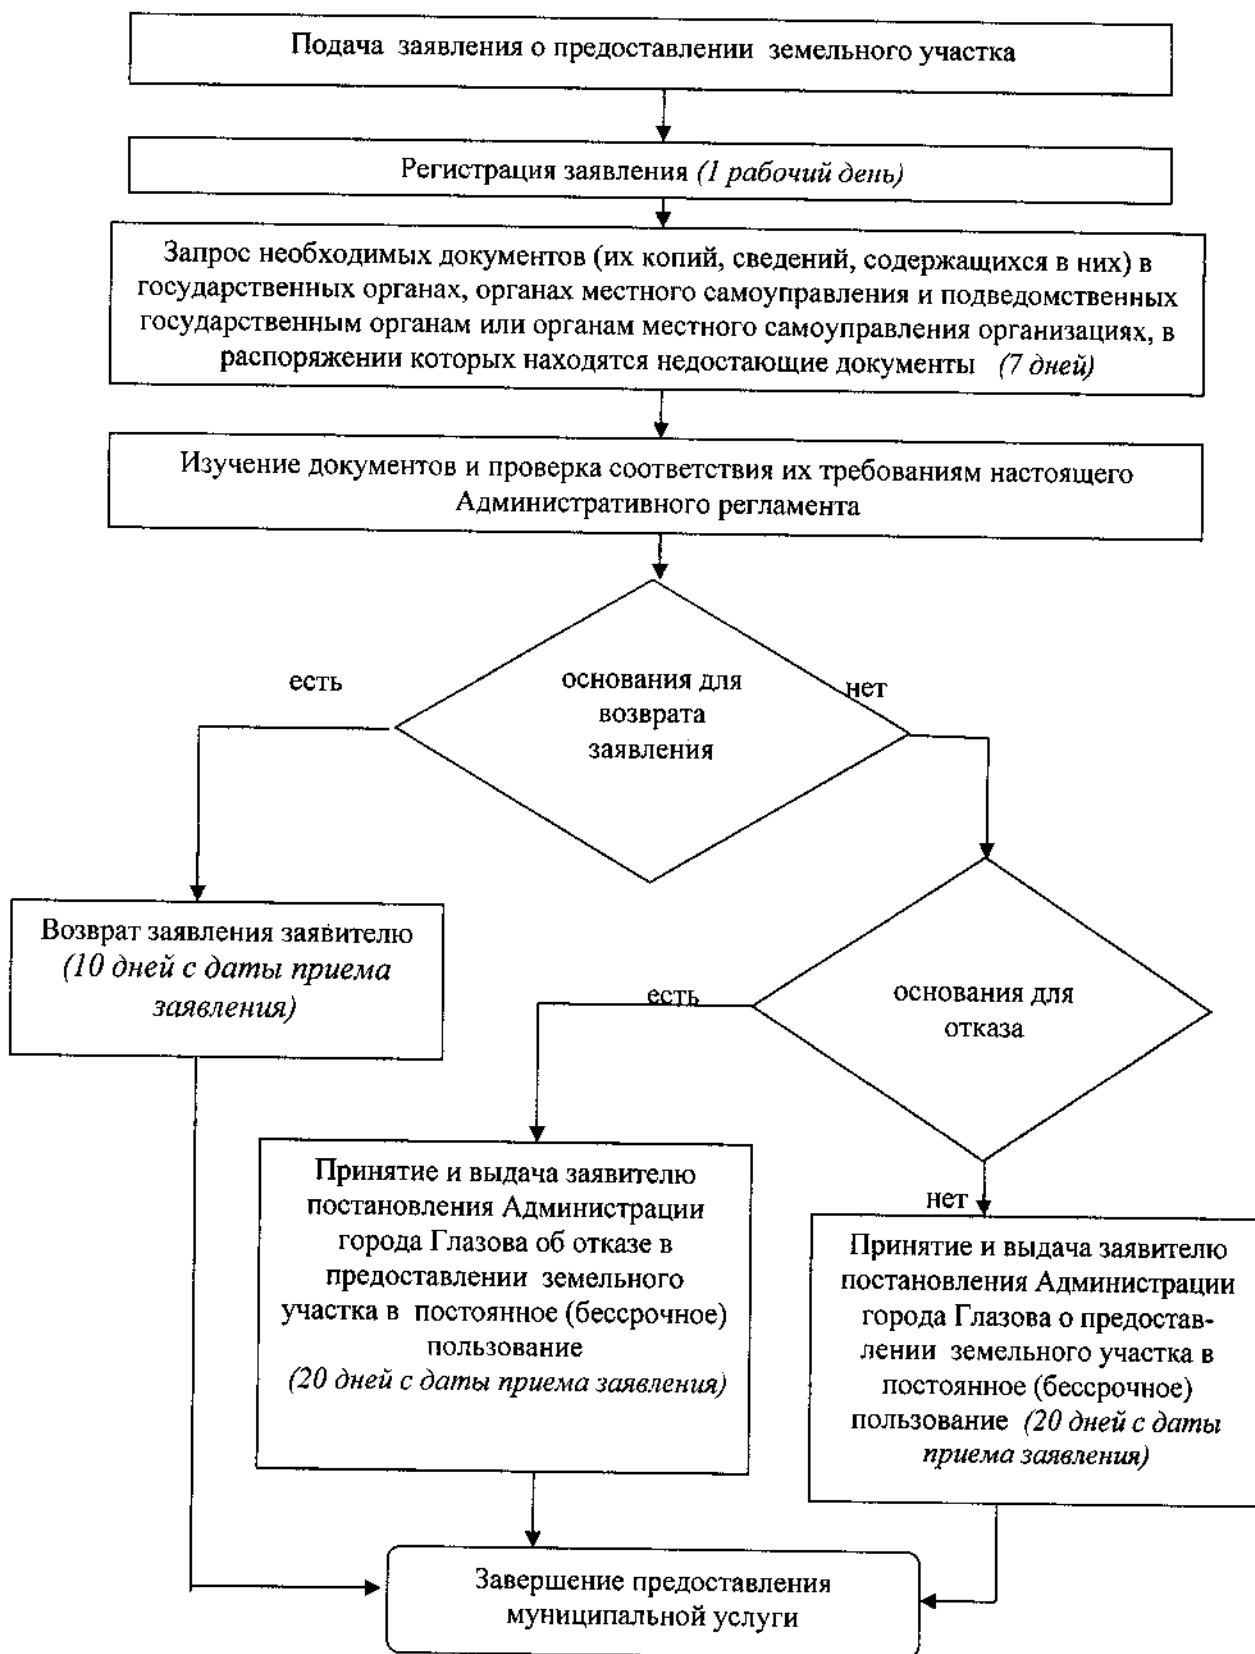 Подача заявления о предоставлении земельного участка
Регистрация заявления (1 рабочий день)
Запрос необходимых документов (их копий, сведений, содержащихся в них) в
государственных органах, органах местного самоуправления и подведомственных
государственным органам или органам местного самоуправления организациях, в
распоряжении которых находятся недостающие документы (7 дней)
Изучение документов и проверка соответствия их требованиям настоящего
Административного регламента
есть
основания для
возврата
заявления
нет
Возврат заявления заявителю
(10 дней с даты приема
заявления)
есть
основания для
отказа
Принятие и выдача заявителю
постановления Администрации
города Глазова об отказе в
предоставлении земельного
участка в постоянное (бессрочное)
пользование
(20 дней с даты приема заявления)
нет
Принятие и выдача заявителю
постановления Администрации
города Глазова о предостав-
лении земельного участка в
постоянное (бессрочное)
пользование (20 дней с даты
приема заявления)
Завершение предоставления
муниципальной услуги